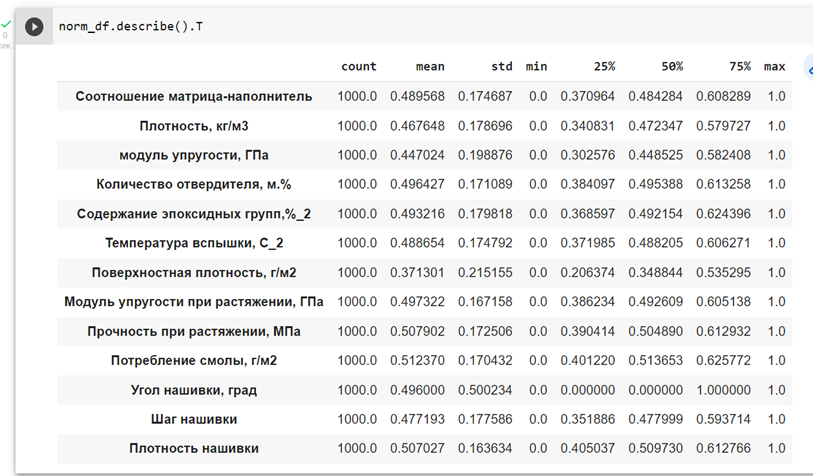 0
сек.
norm_df.describe().T
count mean std min 25% 50% 75% max
Соотношение матрица-наполнитель 1000.0 0.489568 0.174687 0.0 0.370964 0.484284 0.608289 1.0
Плотность, кг/м3 1000.0 0.467648 0.178696 0.0 0.340831 0.472347 0.579727 1.0
модуль упругости, ГПа 1000.0 0.447024 0.198876 0.0 0.302576 0.448525 0.582408 1.0
Количество отвердителя, м.% 1000.0 0.496427 0.171089 0.0 0.384097 0.495388 0.613258 1.0
Содержание эпоксидных групп,%_2 1000.0 0.493216 0.179818 0.0 0.368597 0.492154 0.624396 1.0
Температура вспышки, С_2 1000.0 0.488654 0.174792 0.0 0.371985 0.488205 0.606271 1.0
Поверхностная плотность, г/м2 1000.0 0.371301 0.215155 0.0 0.206374 0.348844 0.535295 1.0
Модуль упругости при растяжении, ГПа 1000.0 0.497322 0.167158 0.0 0.386234 0.492609 0.605138 1.0
Прочность при растяжении, МПа 1000.0 0.507902 0.172506 0.0 0.390414 0.504890 0.612932 1.0
Потребление смолы, г/м2 1000.0 0.512370 0.170432 0.0 0.401220 0.513653 0.625772 1.0
Угол нашивки, град 1000.0 0.496000 0.500234 0.0 0.000000 0.000000 1.000000 1.0
Шаг нашивки 1000.0 0.477193 0.177586 0.0 0.351886 0.477999 0.593714 1.0
Плотность нашивки 1000.0 0.507027 0.163634 0.0 0.405037 0.509730 0.612766 1.0